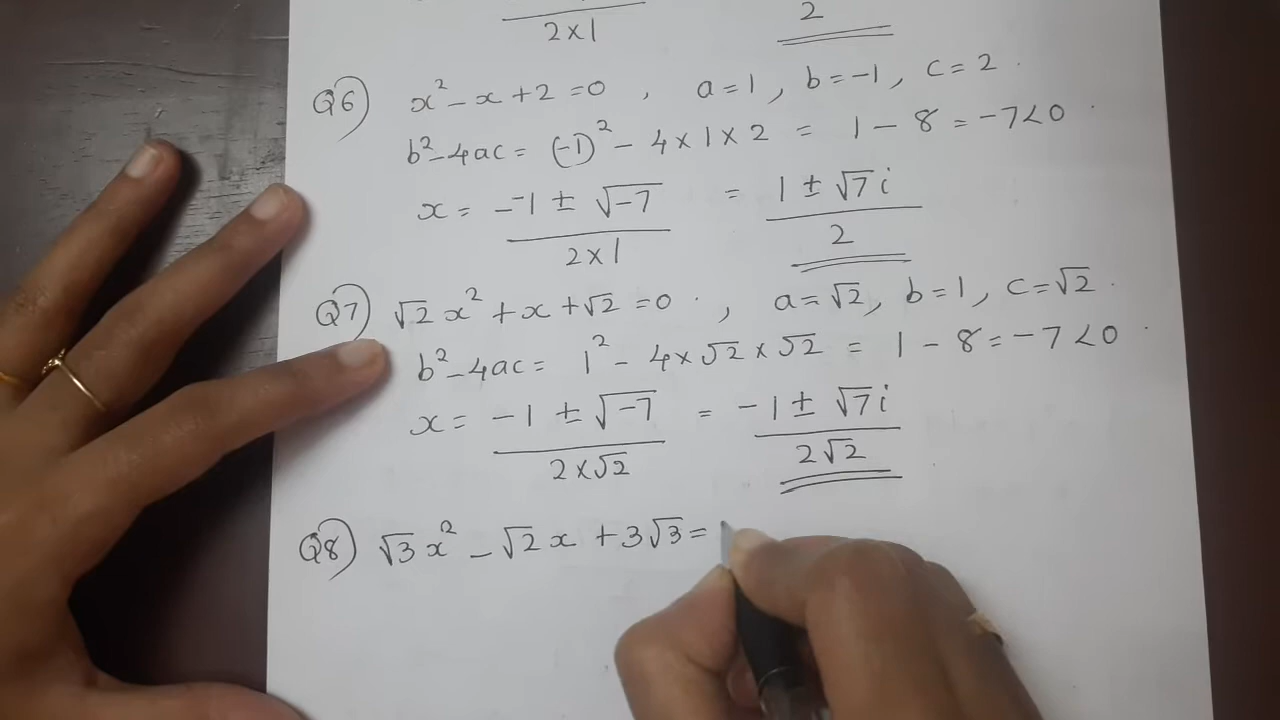 2×1 2
Q6) x² - x + 2 = 0 , a = 1 , b = -1 , c = 2 .
b² - 4ac = (-1)² - 4 × 1 × 2 = 1 - 8 = -7 < 0 .
x = - -1 ± √-7 = 1 ± √7 i
2×1 2
Q7) √2 x² + x + √2 = 0 . , a = √2 , b = 1 , c = √2 .
b² - 4ac = 1² - 4 × √2 × √2 = 1 - 8 = -7 < 0 .
x = -1 ± √-7 = -1 ± √7 i
2×√2 2√2
Q8) √3 x² - √2 x + 3√3 =